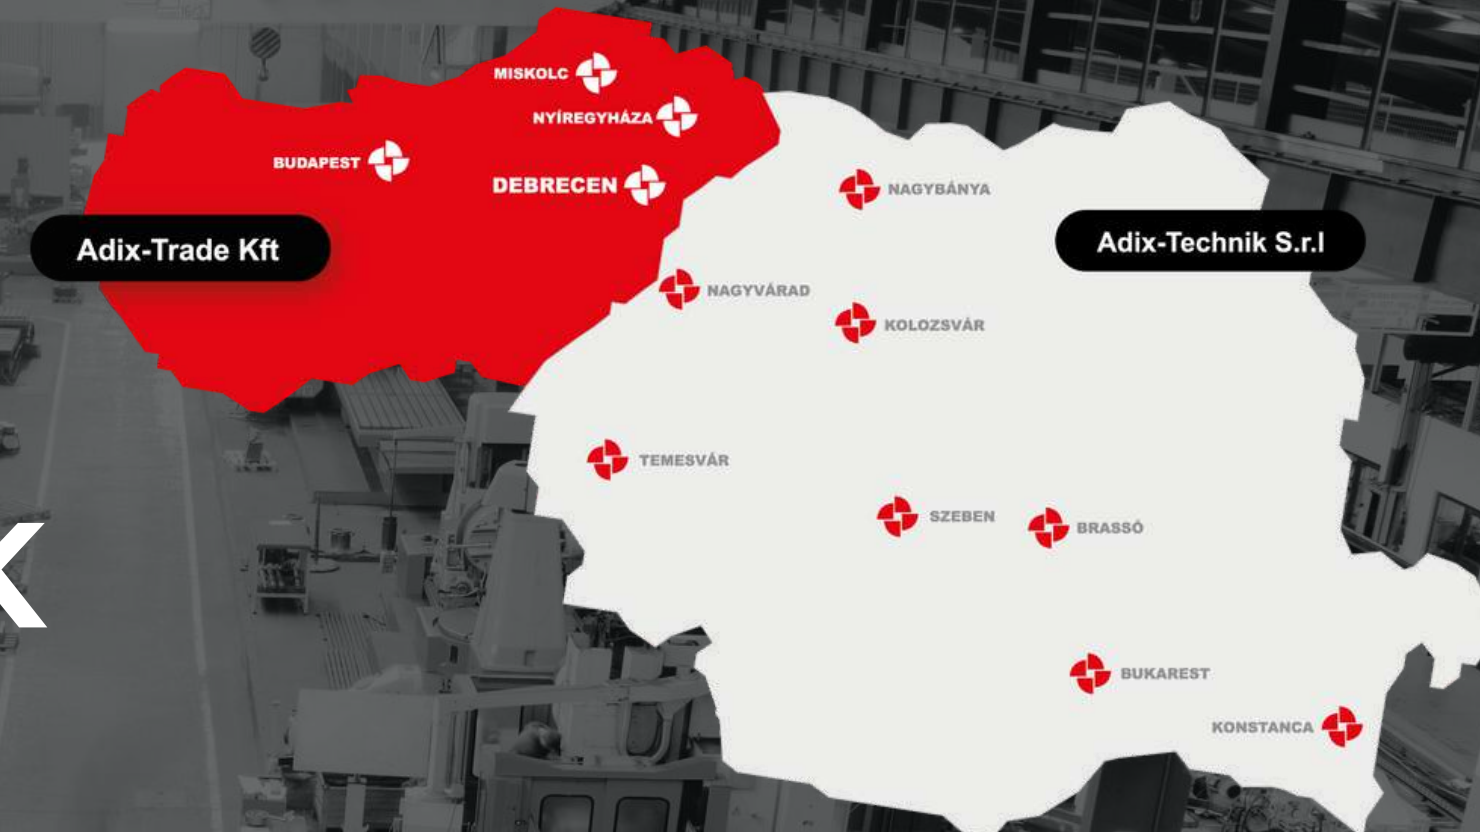 MISKOLC
NYÍREGYHÁZA
BUDAPEST
DEBRECEN
Adix-Trade Kft
NAGYBÁNYA
Adix-Technik S.r.l
NAGYVÁRAD
KOLOZSVÁR
TEMESVÁR
SZEBEN
BRASSÓ
BUKAREST
KONSTANCA